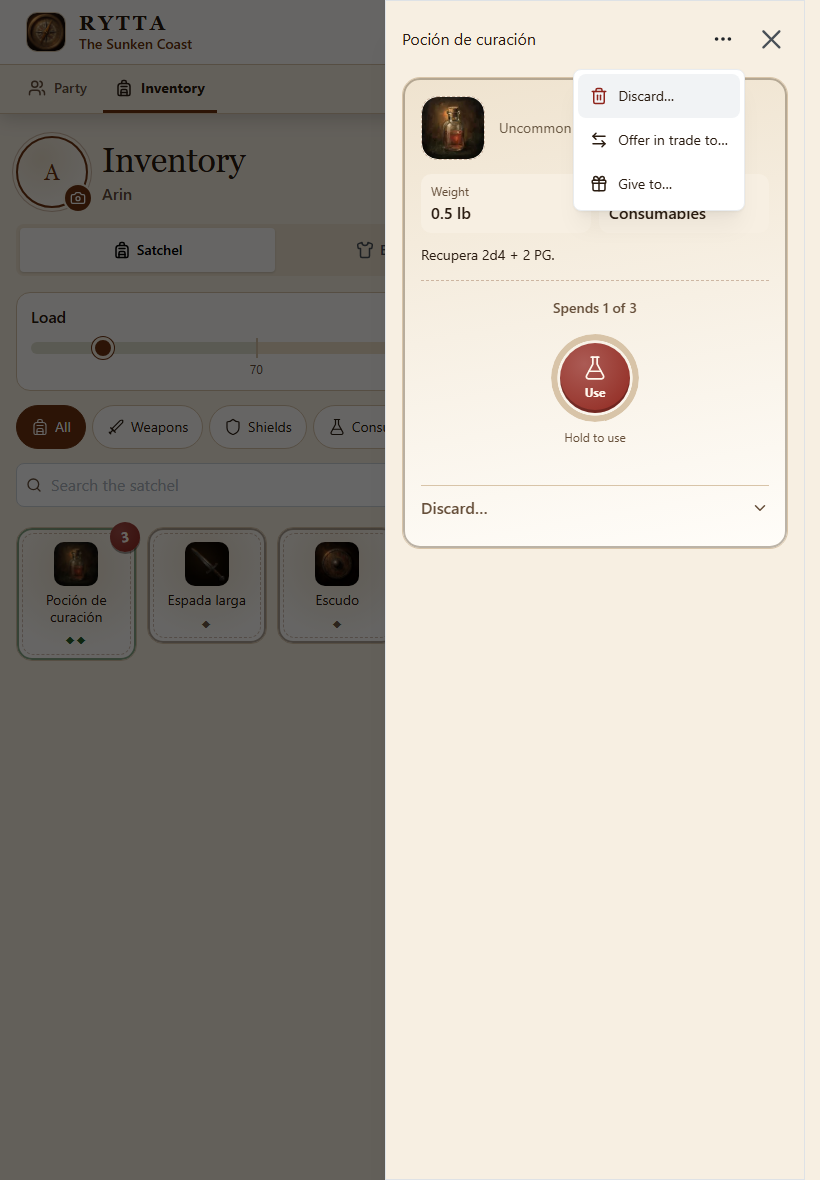 RYTTA
The Sunken Coast
Party
Inventory
A
Inventory
Arin
Satchel
Load
70
All
Weapons
Shields
Search the satchel
3
Poción de
curación
Espada larga
Escudo
Poción de curación
Discard...
Offer in trade to...
Give to...
Uncommon
Weight
0.5 lb
Consumables
Recupera 2d4 + 2 PG.
Spends 1 of 3
Use
Hold to use
Discard...